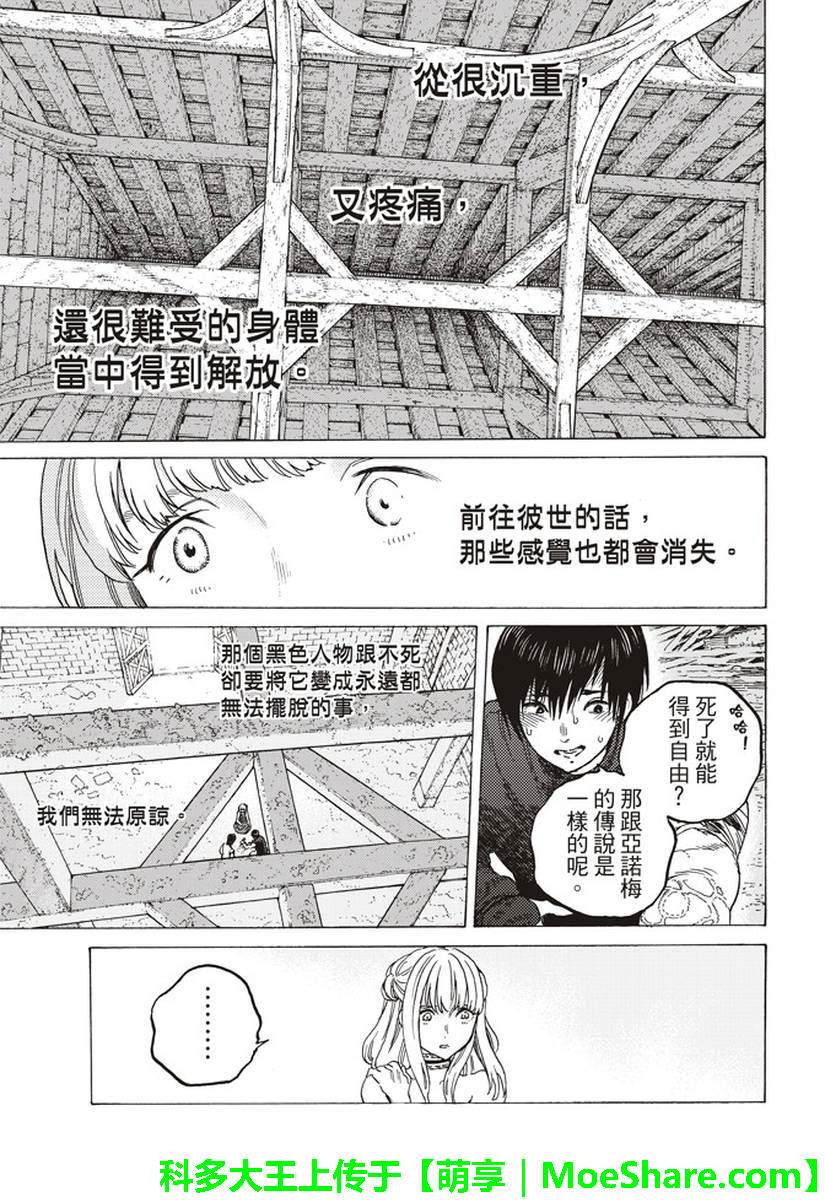 從很沉重，
又疼痛，
還很難受的身體
當中得到解放。
前往彼世的話，
那些感覺也都會消失。
哈哈！
死了就能
得到自由？
那跟亞諾梅
的傳說是
一樣的呢。
那個黑色人物跟不死
卻要將它變成永遠都
無法擺脫的事，
我們無法原諒。
………
科多大王上传于【萌享｜MoeShare.com】